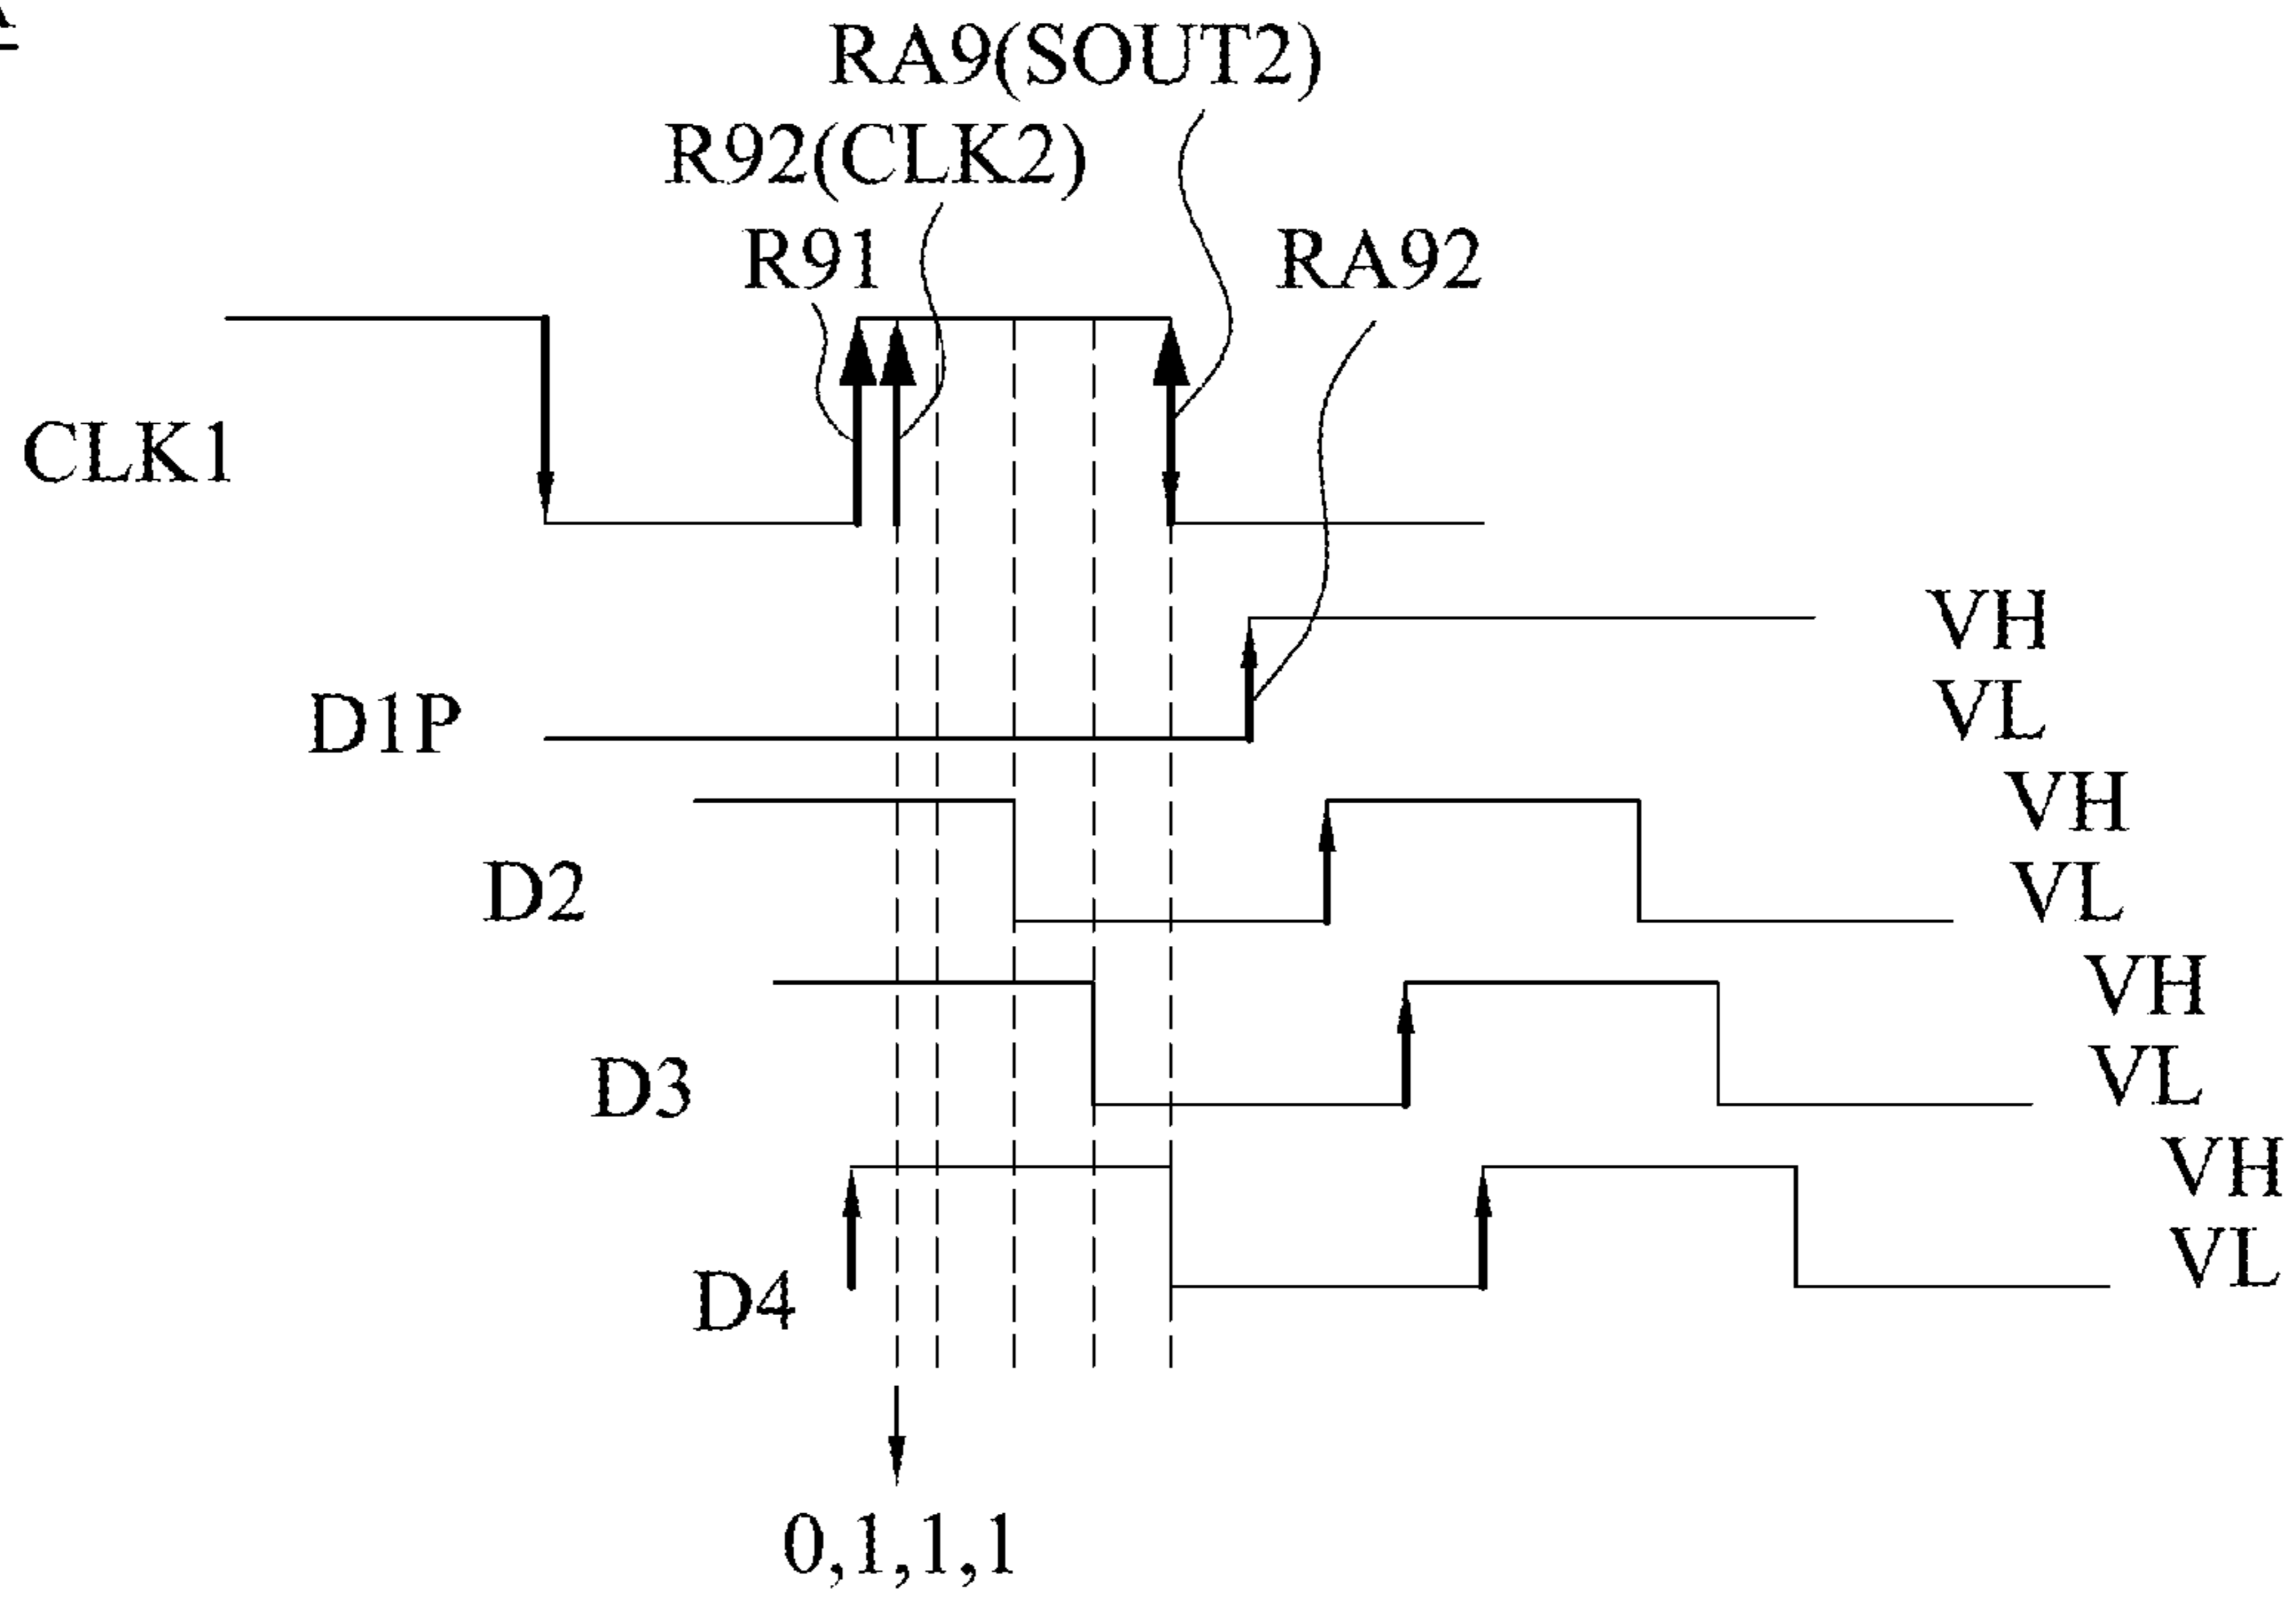 RA9(SOUT2)
R92(CLK2)
R91
RA92
CLK1
VH
D1P
VL
VH
D2
VL
VH
D3
VL
VH
D4
VL
0,1,1,1